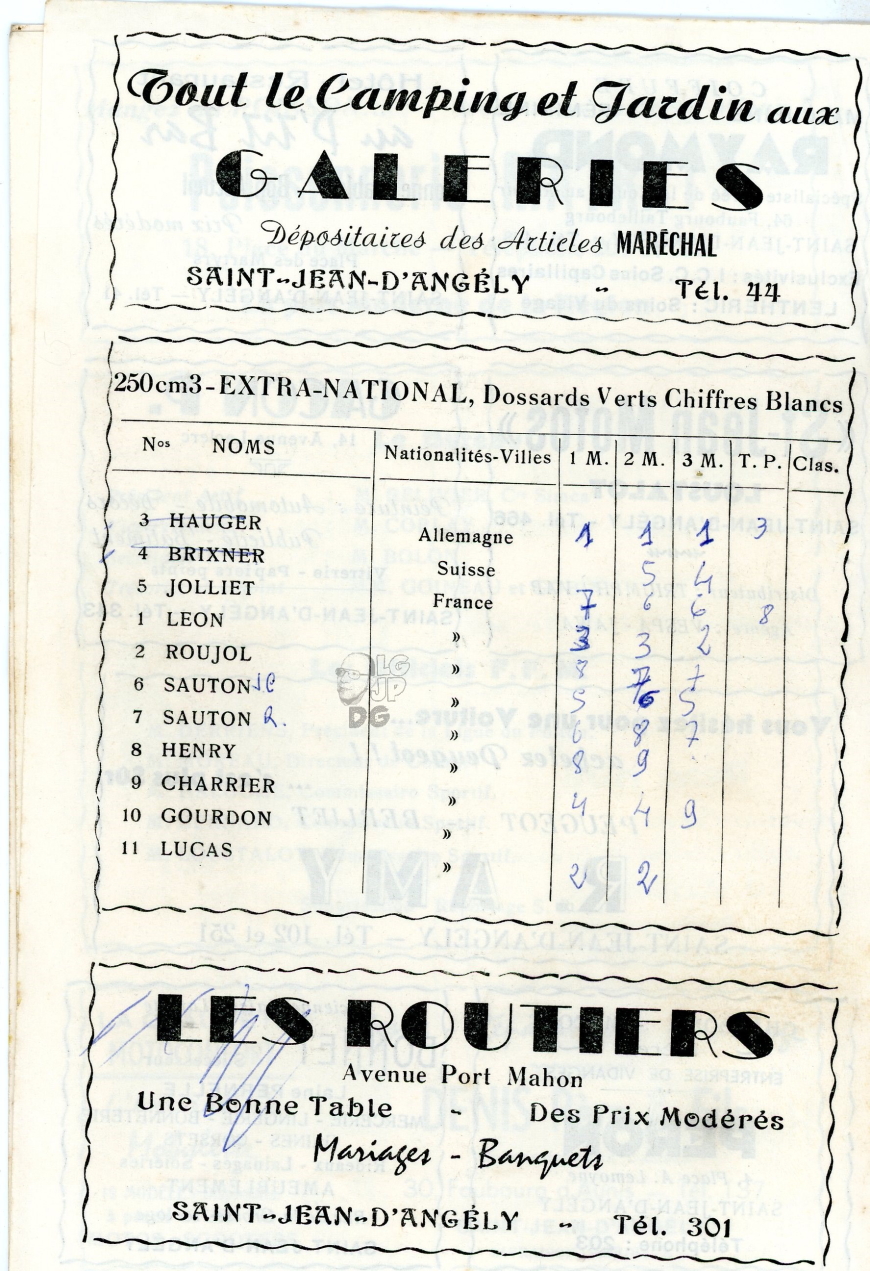 Tout le Camping et Jardin aux
GALERIES
Dépositaires des Articles MARÉCHAL
SAINT-JEAN-D'ANGÉLY - Tél. 44
250cm3-EXTRA-NATIONAL, Dossards Verts Chiffres Blancs
Nos NOMS Nationalités-Villes 1 M. 2 M. 3 M. T. P. Clas.
3 HAUGER Allemagne 1 1 1 3
4 BRIXNER Suisse 5 4
5 JOLLIET France 7 6 6 8
1 LEON » 3 3 2
2 ROUJOL » 8 7 7
6 SAUTON J.C » 5 6 5
7 SAUTON R. » 6 8 7
8 HENRY » 8 9
9 CHARRIER » 4 4 9
10 GOURDON »
11 LUCAS » 2 2
LG
JP
DG
LES ROUTIERS
Avenue Port Mahon
Une Bonne Table - Des Prix Modérés
Mariages - Banquets
SAINT-JEAN-D'ANGÉLY - Tél. 301